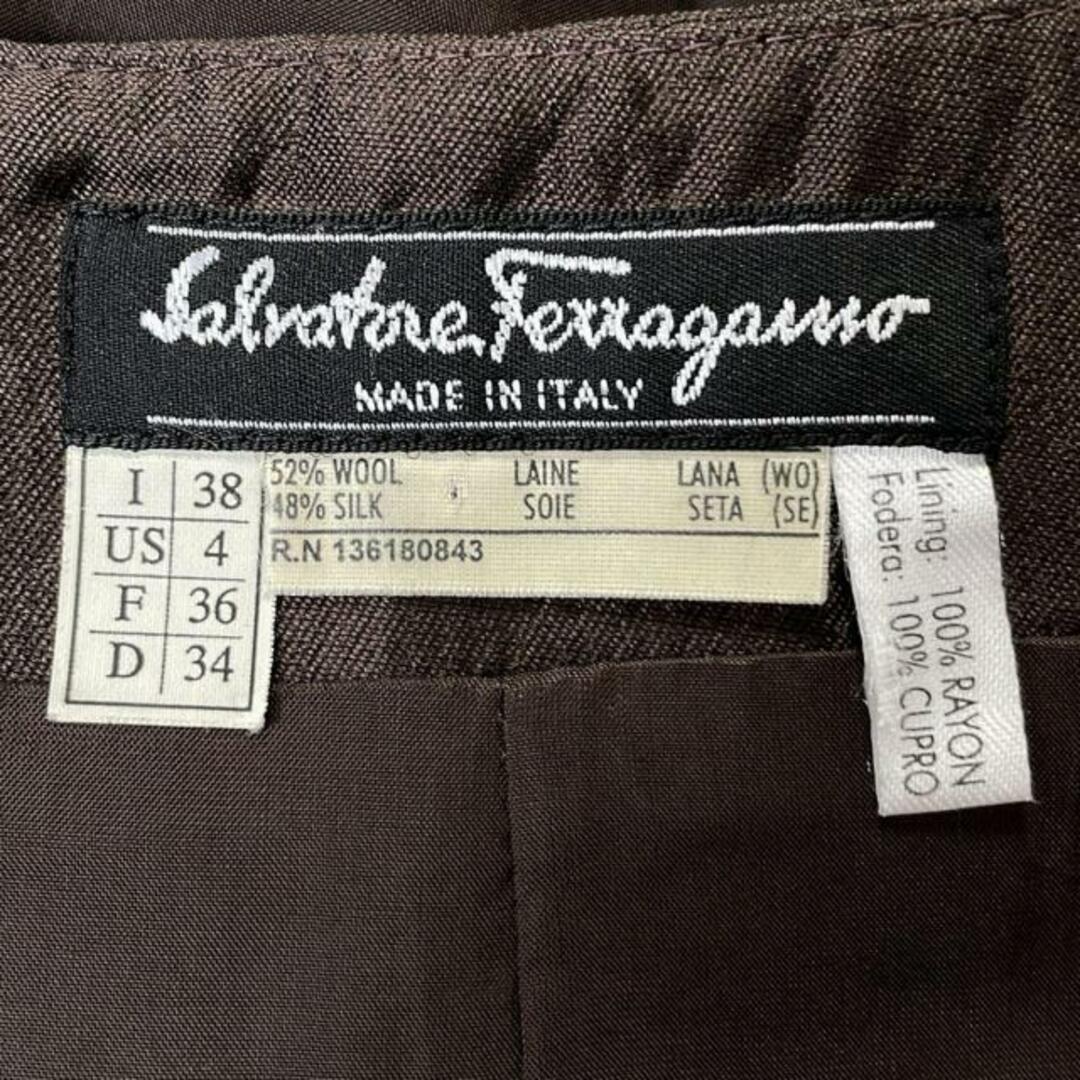 Salvatore Ferragamo
MADE IN ITALY
I 38
US 4
F 36
D 34
52% WOOL LAINE LANA (WO)
48% SILK SOIE SETA (SE)
R.N 136180843
Lining: 100% RAYON
Fodera: 100% CUPRO